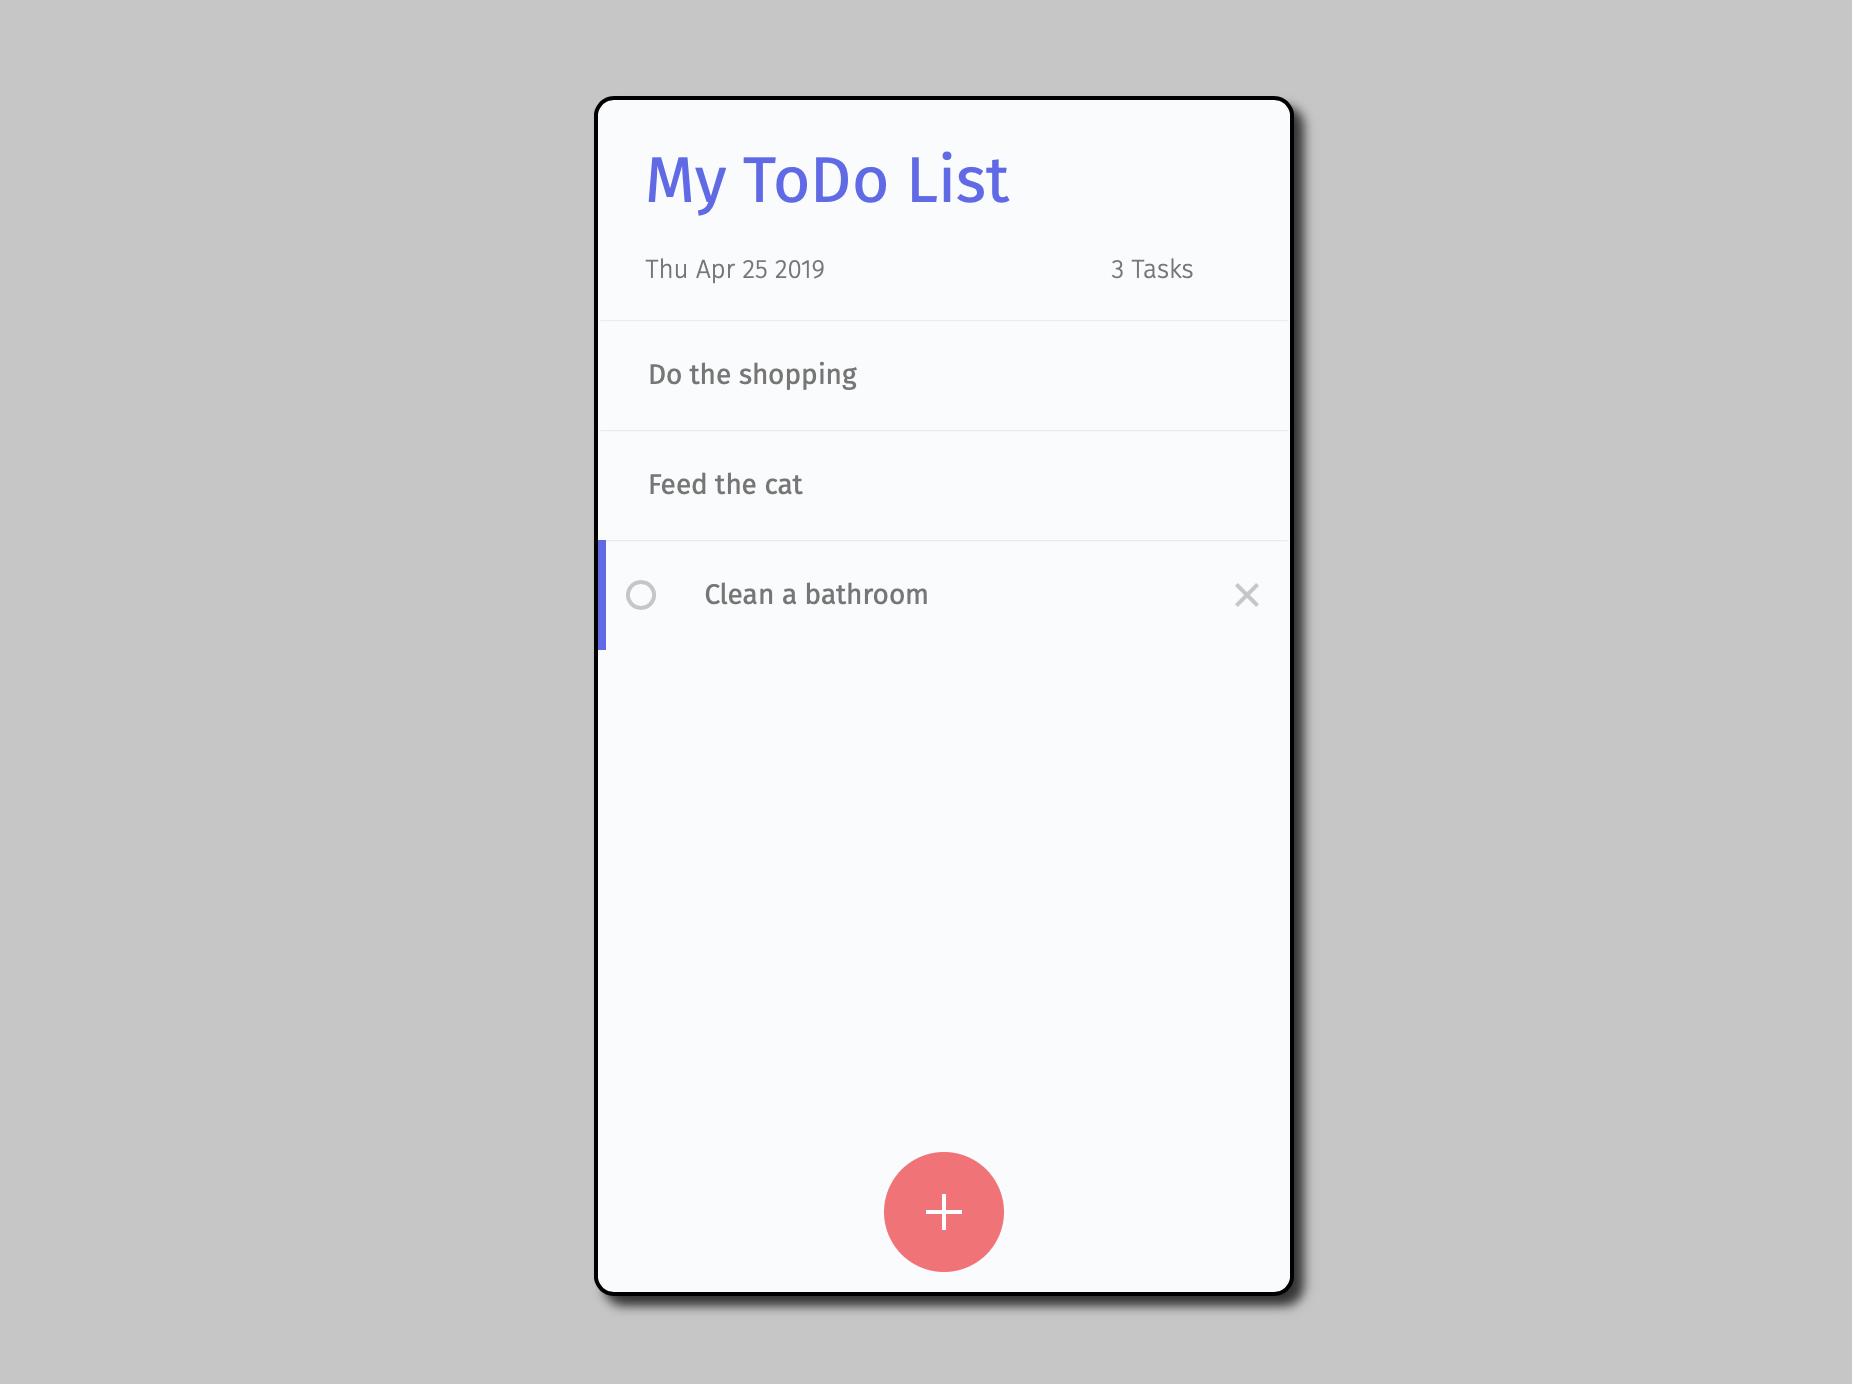 My ToDo List
Thu Apr 25 2019 3 Tasks
Do the shopping
Feed the cat
Clean a bathroom